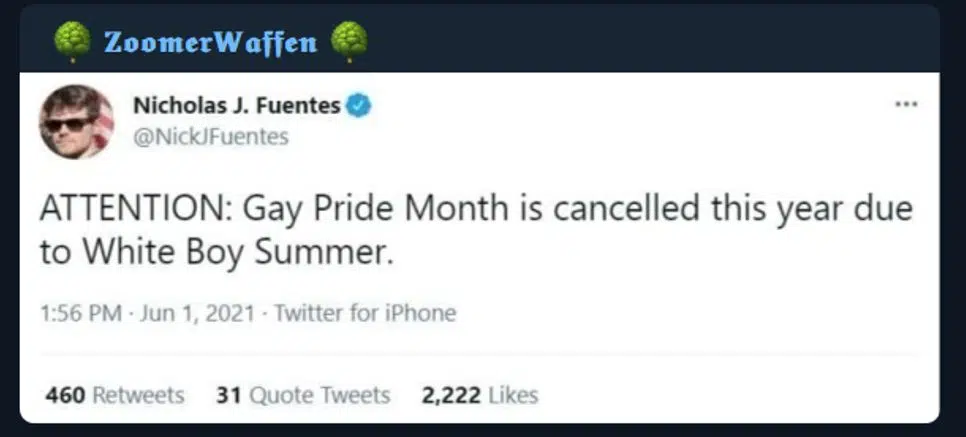 🌳 ZoomerWaffen 🌳
Nicholas J. Fuentes
@NickJFuentes
ATTENTION: Gay Pride Month is cancelled this year due
to White Boy Summer.
1:56 PM · Jun 1, 2021 · Twitter for iPhone
460 Retweets 31 Quote Tweets 2,222 Likes